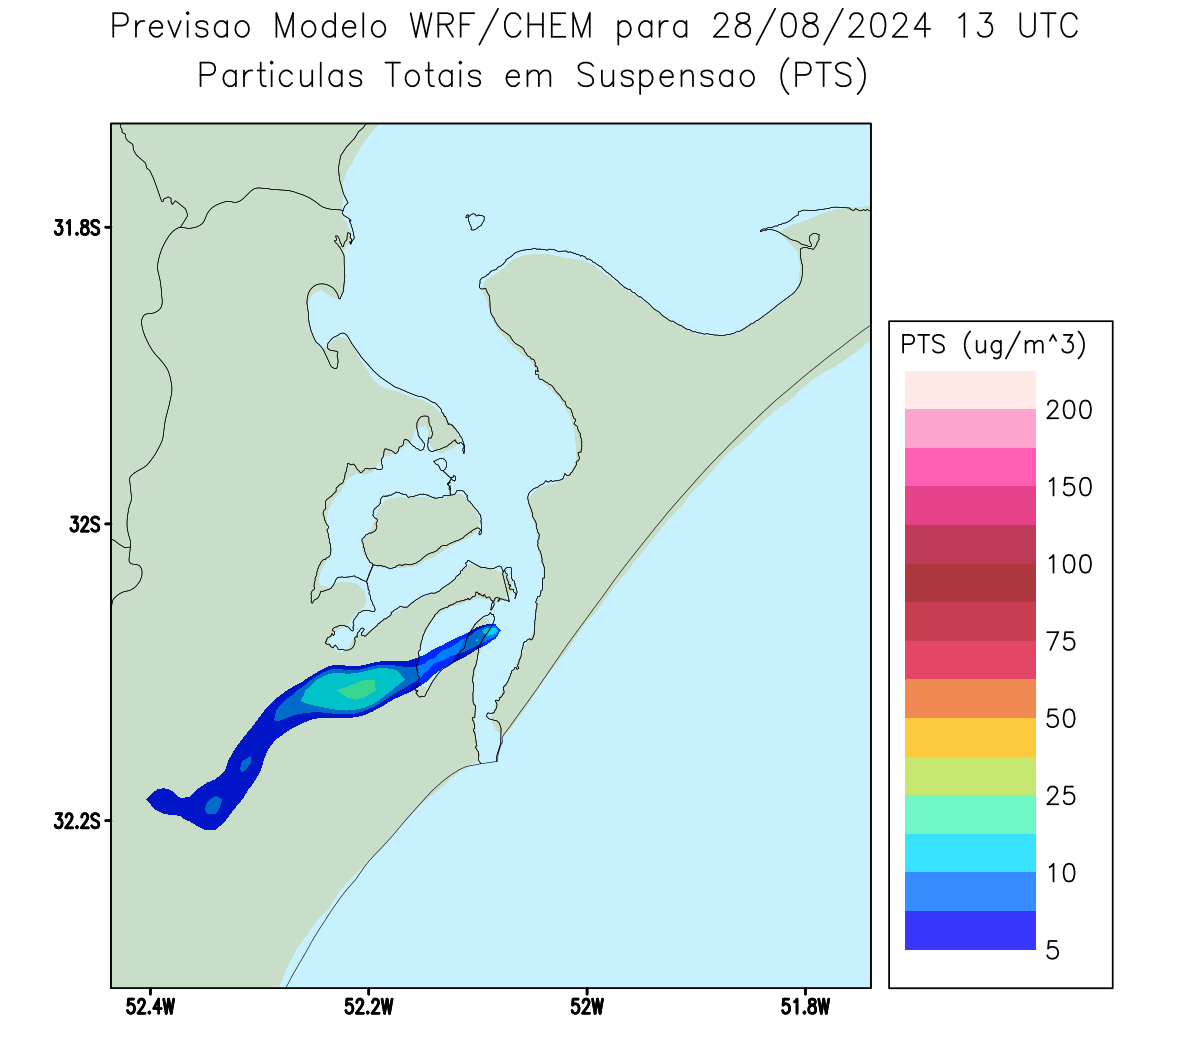 Previsao Modelo WRF/CHEM para 28/08/2024 13 UTC
Particulas Totais em Suspensao (PTS)
31.8S
32S
32.2S
52.4W
52.2W
52W
51.8W
PTS (ug/m^3)
200
150
100
75
50
25
10
5